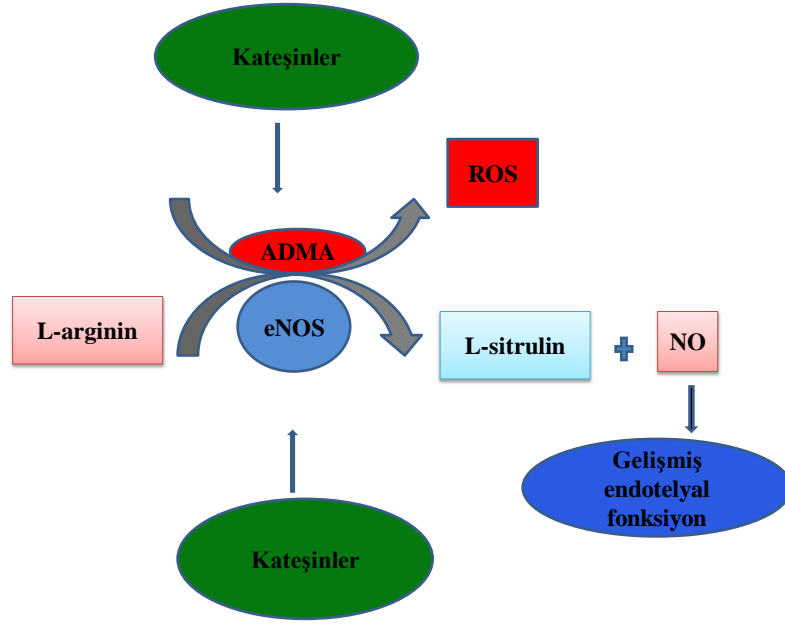 Kateşinler
ROS
ADMA
L-arginin
eNOS
L-sitrulin
NO
Gelişmiş
endotelyal
fonksiyon
Kateşinler